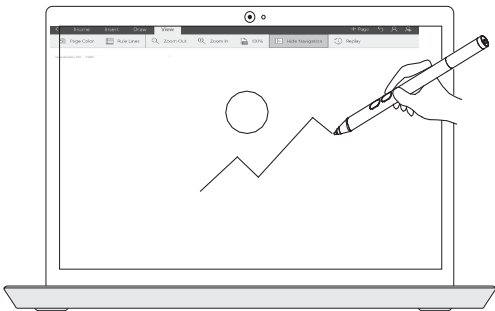 Home Insert Draw View + Page
Page Color Rule Lines Zoom Out Zoom In 100% Hide Navigation Replay